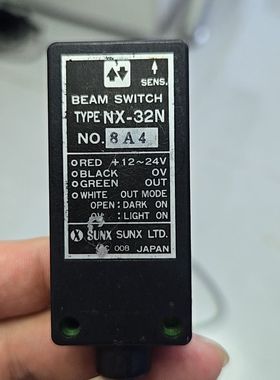 SENS.
BEAM SWITCH
TYPE NX-32N
NO. 8A4
RED +12~24V
BLACK 0V
GREEN OUT
WHITE OUT MODE
OPEN : DARK ON
0V : LIGHT ON
SUNX SUNX LTD.
008 JAPAN